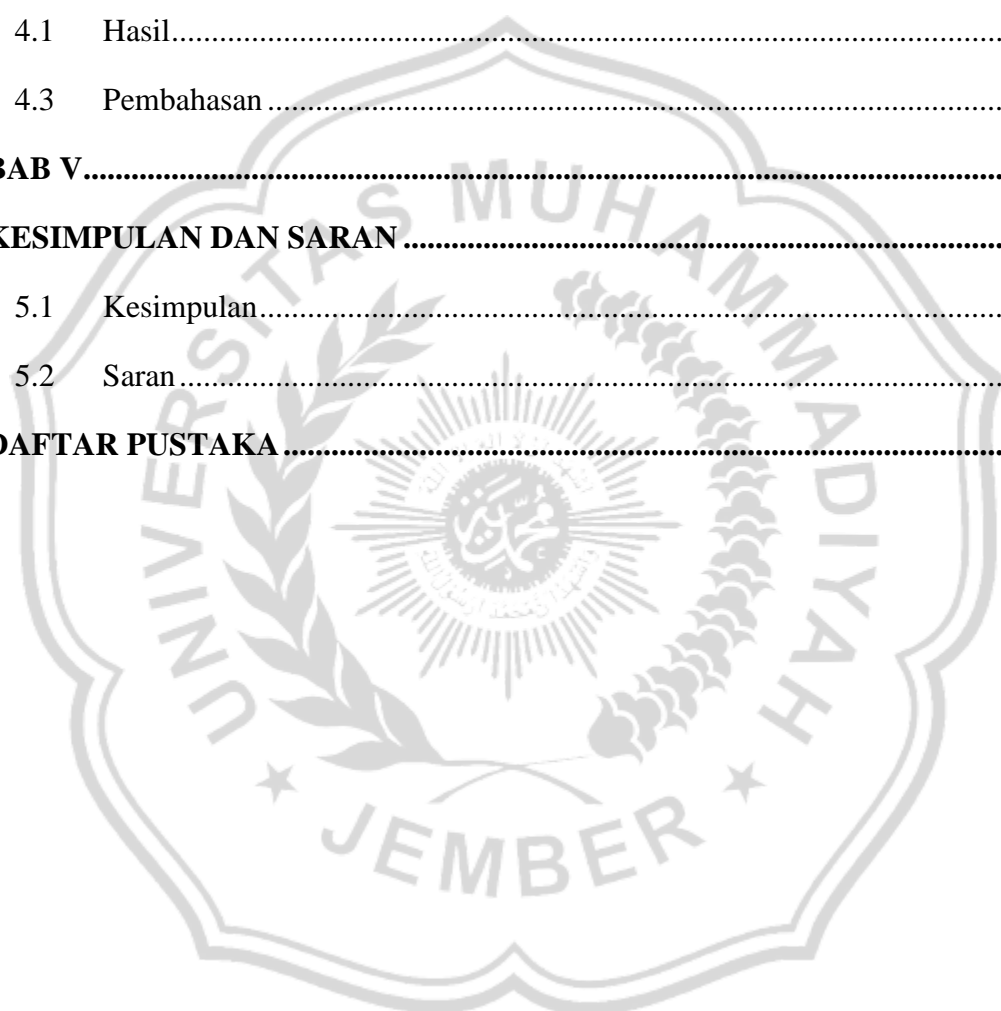 4.1 Hasil..........................................................................................................
4.3 Pembahasan..............................................................................................
BAB V..................................................................................................................
KESIMPULAN DAN SARAN..........................................................................
5.1 Kesimpulan...............................................................................................
5.2 Saran.........................................................................................................
DAFTAR PUSTAKA.........................................................................................
UNIVERSITAS MUHAMMADIYAH
JEMBER